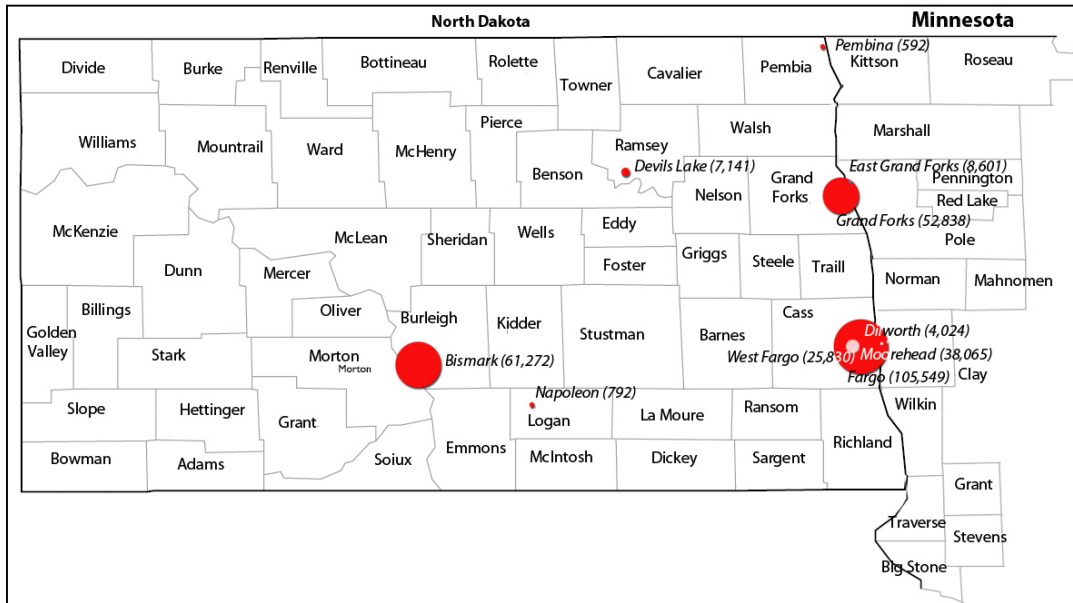 North Dakota
Minnesota
Pembina (592)
Divide
Burke
Renville
Bottineau
Rolette
Towner
Cavalier
Pembia
Kittson
Roseau
Pierce
Williams
Mountrail
Ward
McHenry
Ramsey
Walsh
Marshall
Devils Lake (7,141)
Benson
Nelson
Grand
Forks
East Grand Forks (8,601)
Pennington
Red Lake
Grand Forks (52,838)
Pole
McKenzie
McLean
Sheridan
Wells
Eddy
Foster
Griggs
Steele
Traill
Norman
Mahnomen
Dunn
Mercer
Billings
Oliver
Burleigh
Kidder
Stustman
Barnes
Cass
Golden
Valley
Stark
Morton
Morton
Bismark (61,272)
Dilworth (4,024)
West Fargo (25,830)
Moorehead (38,065)
Fargo (105,549)
Clay
Napoleon (792)
Slope
Hettinger
Grant
Logan
La Moure
Ransom
Wilkin
Richland
Bowman
Adams
Soiux
Emmons
McIntosh
Dickey
Sargent
Grant
Traverse
Stevens
Big Stone